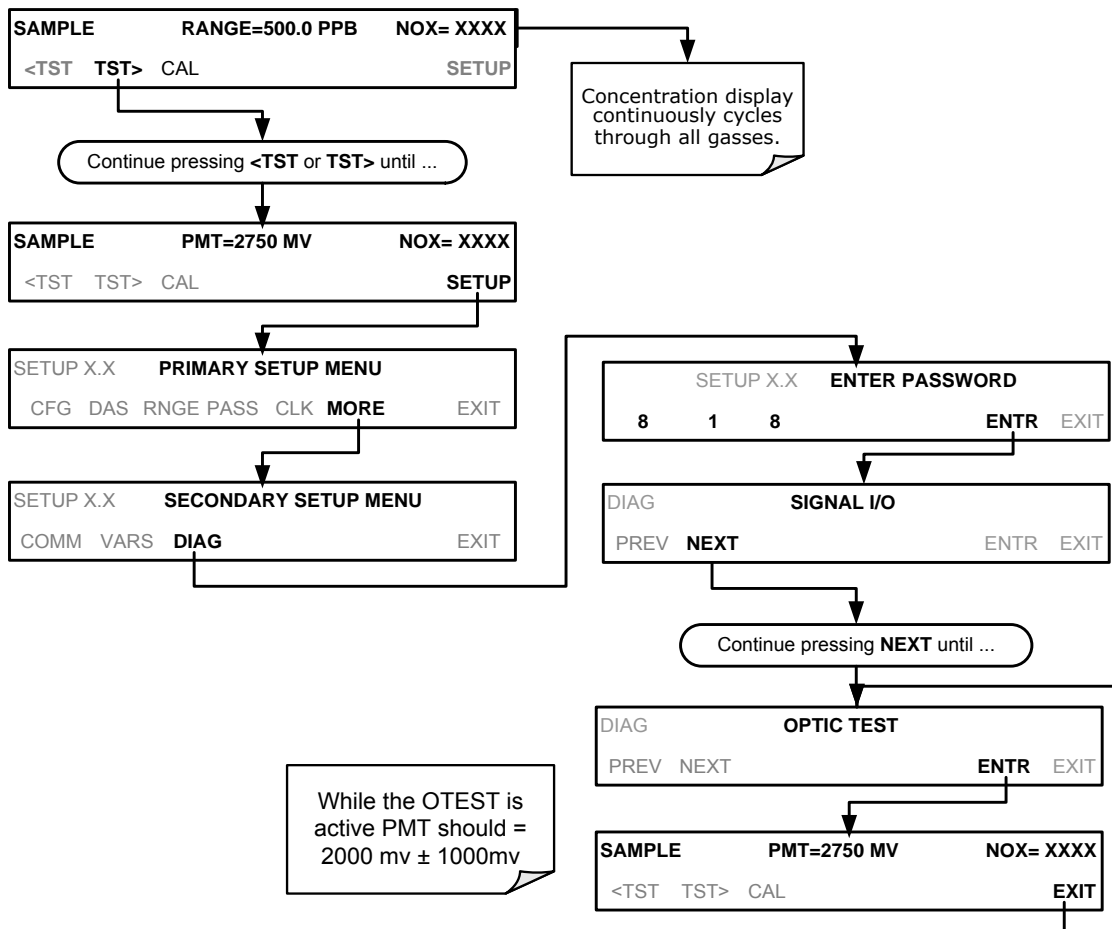 SAMPLE RANGE=500.0 PPB NOX= XXXX
<TST TST> CAL SETUP
Concentration display
continuously cycles
through all gasses.
Continue pressing <TST or TST> until ...
SAMPLE PMT=2750 MV NOX= XXXX
<TST TST> CAL SETUP
SETUP X.X PRIMARY SETUP MENU
CFG DAS RNGE PASS CLK MORE EXIT
SETUP X.X SECONDARY SETUP MENU
COMM VARS DIAG EXIT
SETUP X.X ENTER PASSWORD
8 1 8 ENTR EXIT
DIAG SIGNAL I/O
PREV NEXT ENTR EXIT
Continue pressing NEXT until ...
DIAG OPTIC TEST
PREV NEXT ENTR EXIT
While the OTEST is
active PMT should =
2000 mv ± 1000mv
SAMPLE PMT=2750 MV NOX= XXXX
<TST TST> CAL EXIT